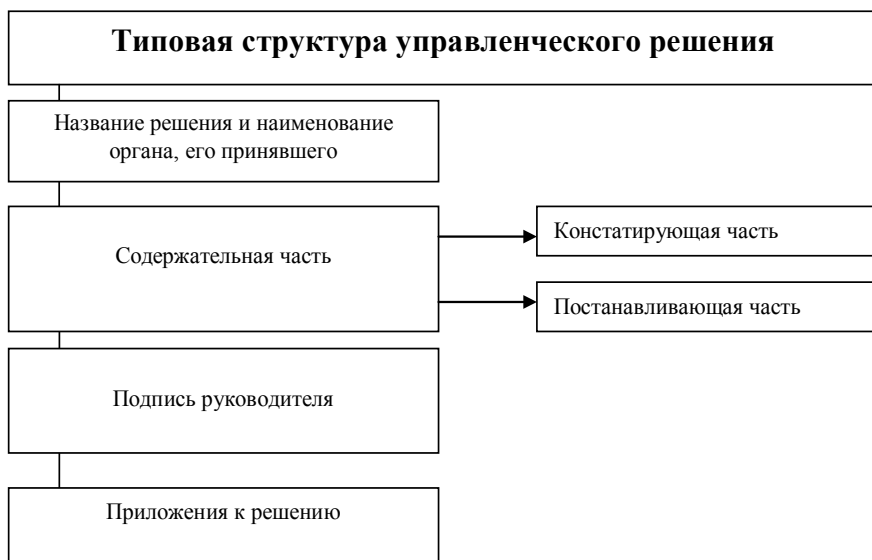 Типовая структура управленческого решения
Название решения и наименование
органа, его принявшего
Содержательная часть
Констатирующая часть
Постанавливающая часть
Подпись руководителя
Приложения к решению